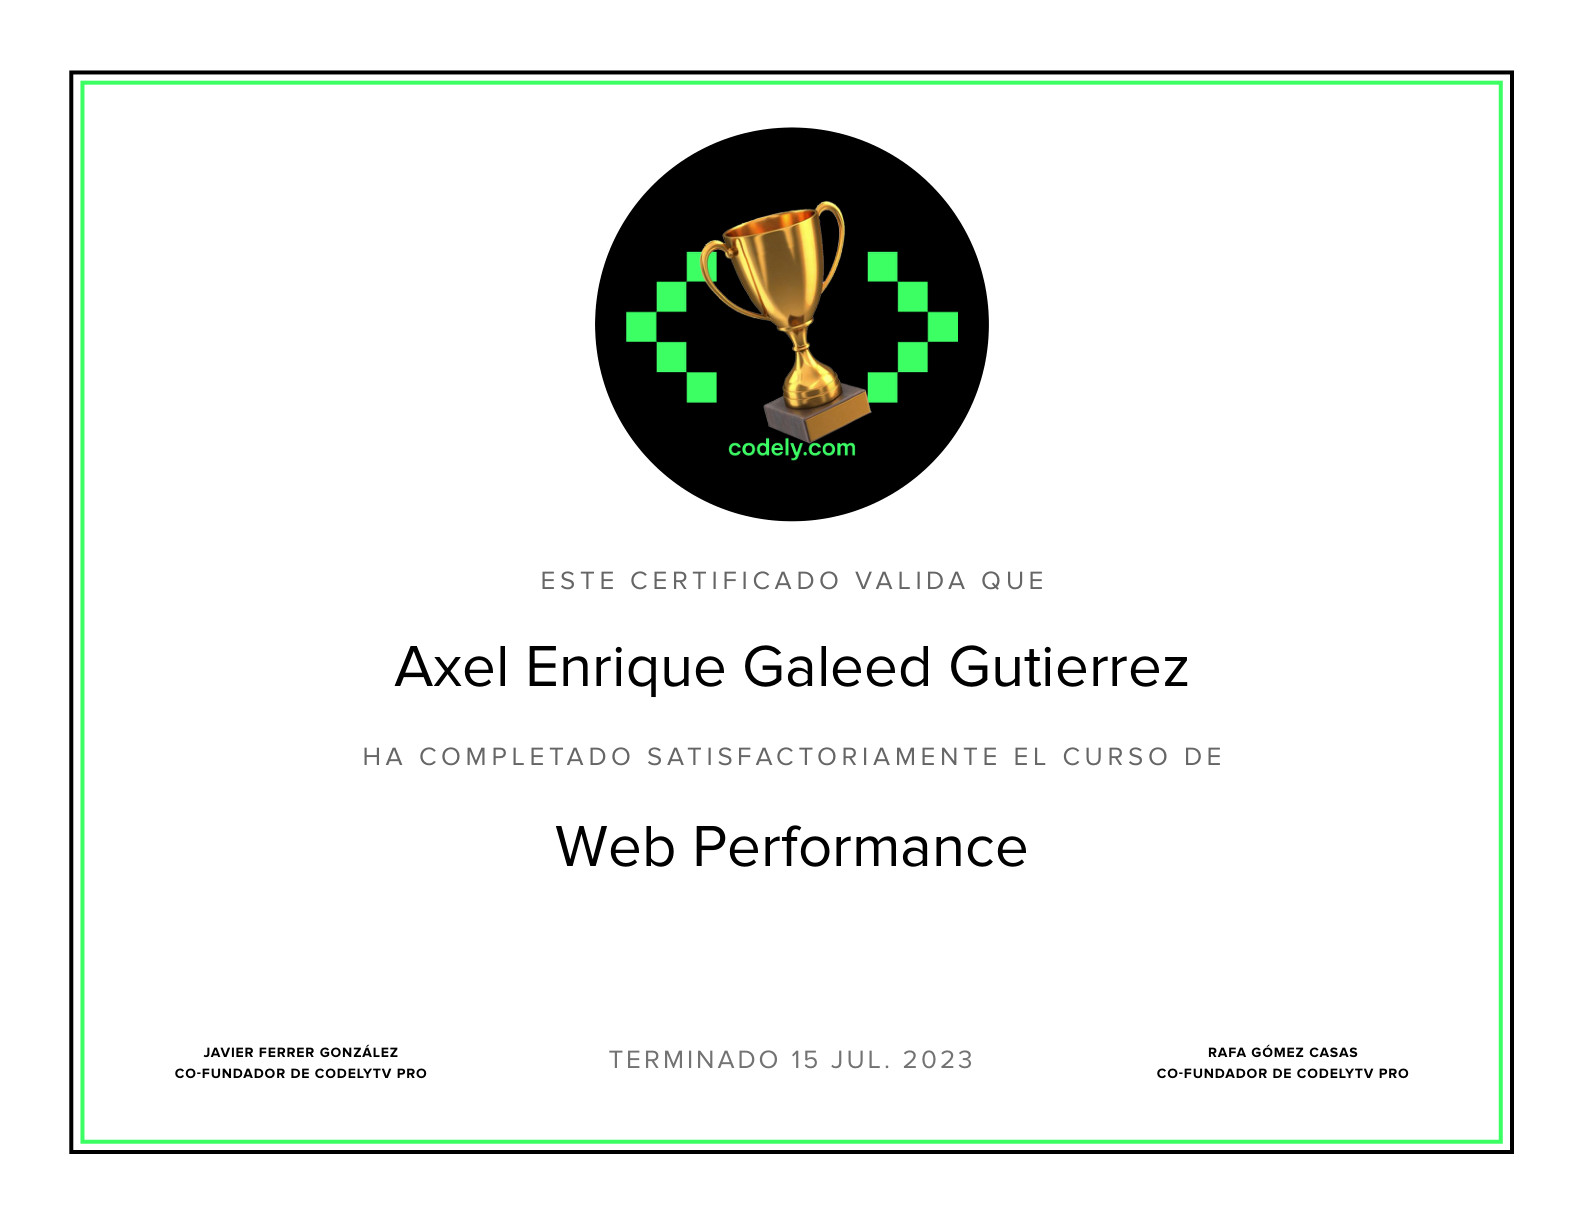 codely.com
ESTE CERTIFICADO VALIDA QUE
Axel Enrique Galeed Gutierrez
HA COMPLETADO SATISFACTORIAMENTE EL CURSO DE
Web Performance
JAVIER FERRER GONZÁLEZ
CO-FUNDADOR DE CODELYTV PRO
TERMINADO 15 JUL. 2023
RAFA GÓMEZ CASAS
CO-FUNDADOR DE CODELYTV PRO